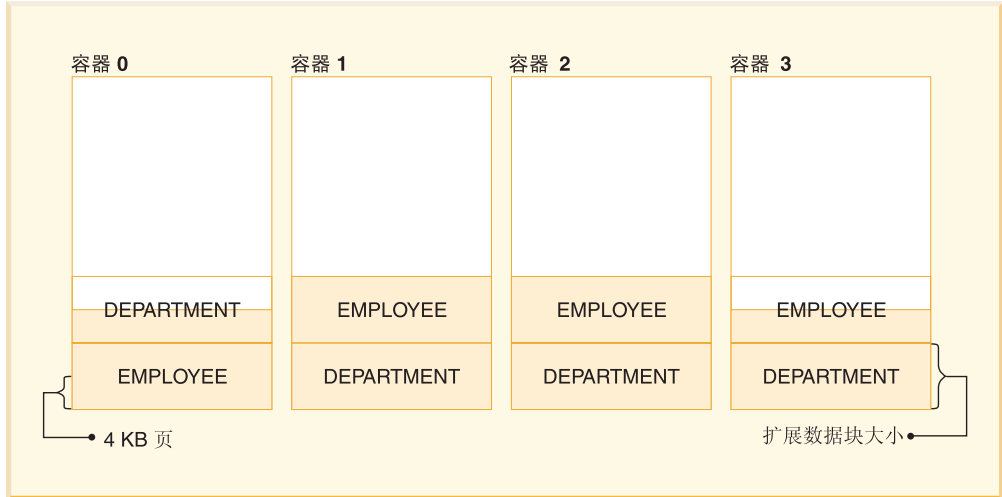 容器 0
容器 1
容器 2
容器 3
DEPARTMENT
EMPLOYEE
EMPLOYEE
EMPLOYEE
EMPLOYEE
DEPARTMENT
DEPARTMENT
DEPARTMENT
4 KB 页
扩展数据块大小